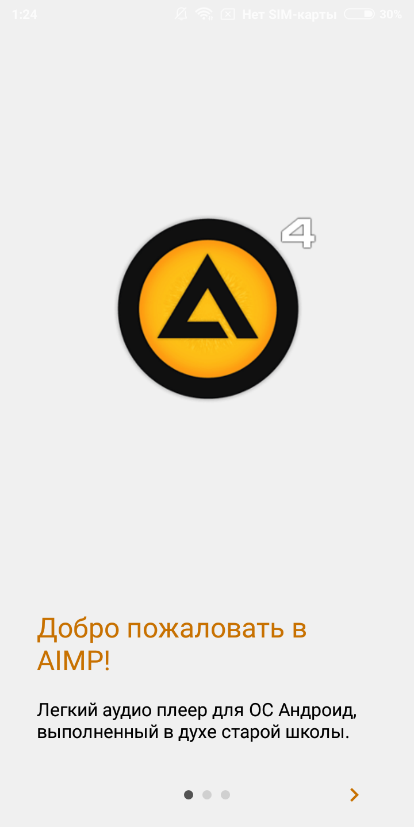 1:24 Нет SIM-карты 30%
4
Добро пожаловать в
AIMP!
Легкий аудио плеер для ОС Андроид,
выполненный в духе старой школы.